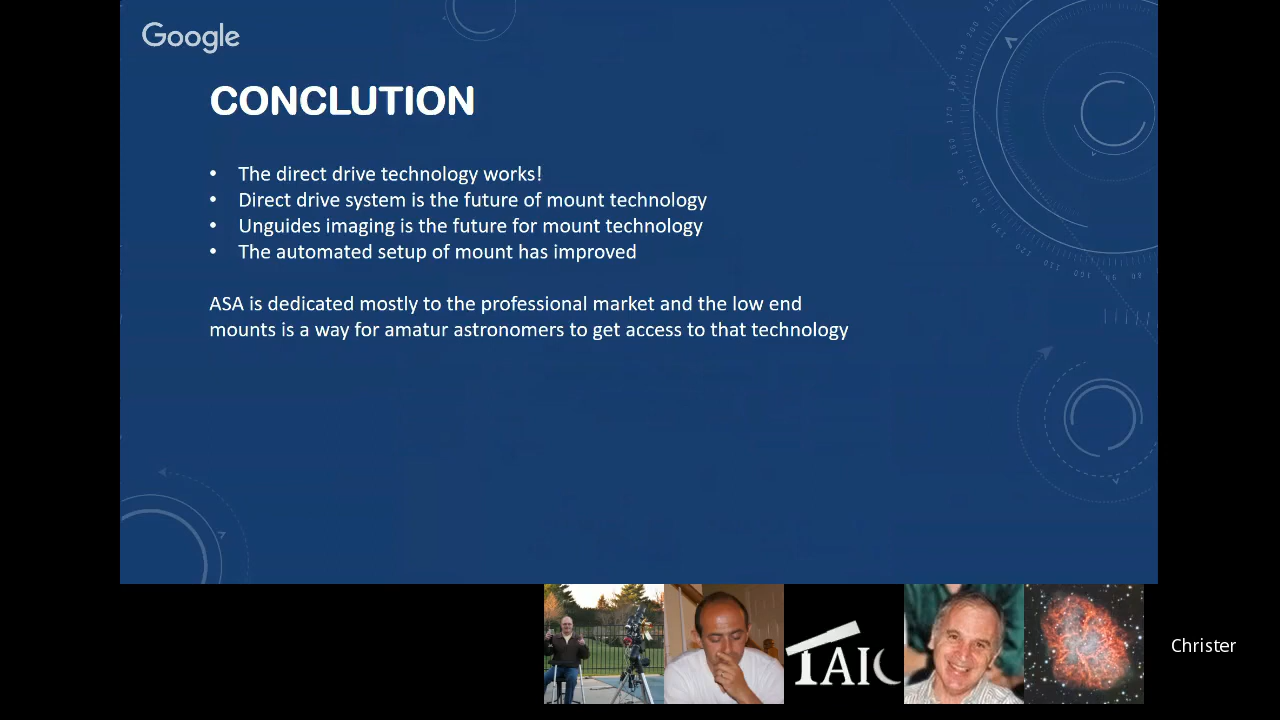 Google
CONCLUTION
• The direct drive technology works!
• Direct drive system is the future of mount technology
• Unguides imaging is the future for mount technology
• The automated setup of mount has improved
ASA is dedicated mostly to the professional market and the low end
mounts is a way for amatur astronomers to get access to that technology
TAIC
Christer